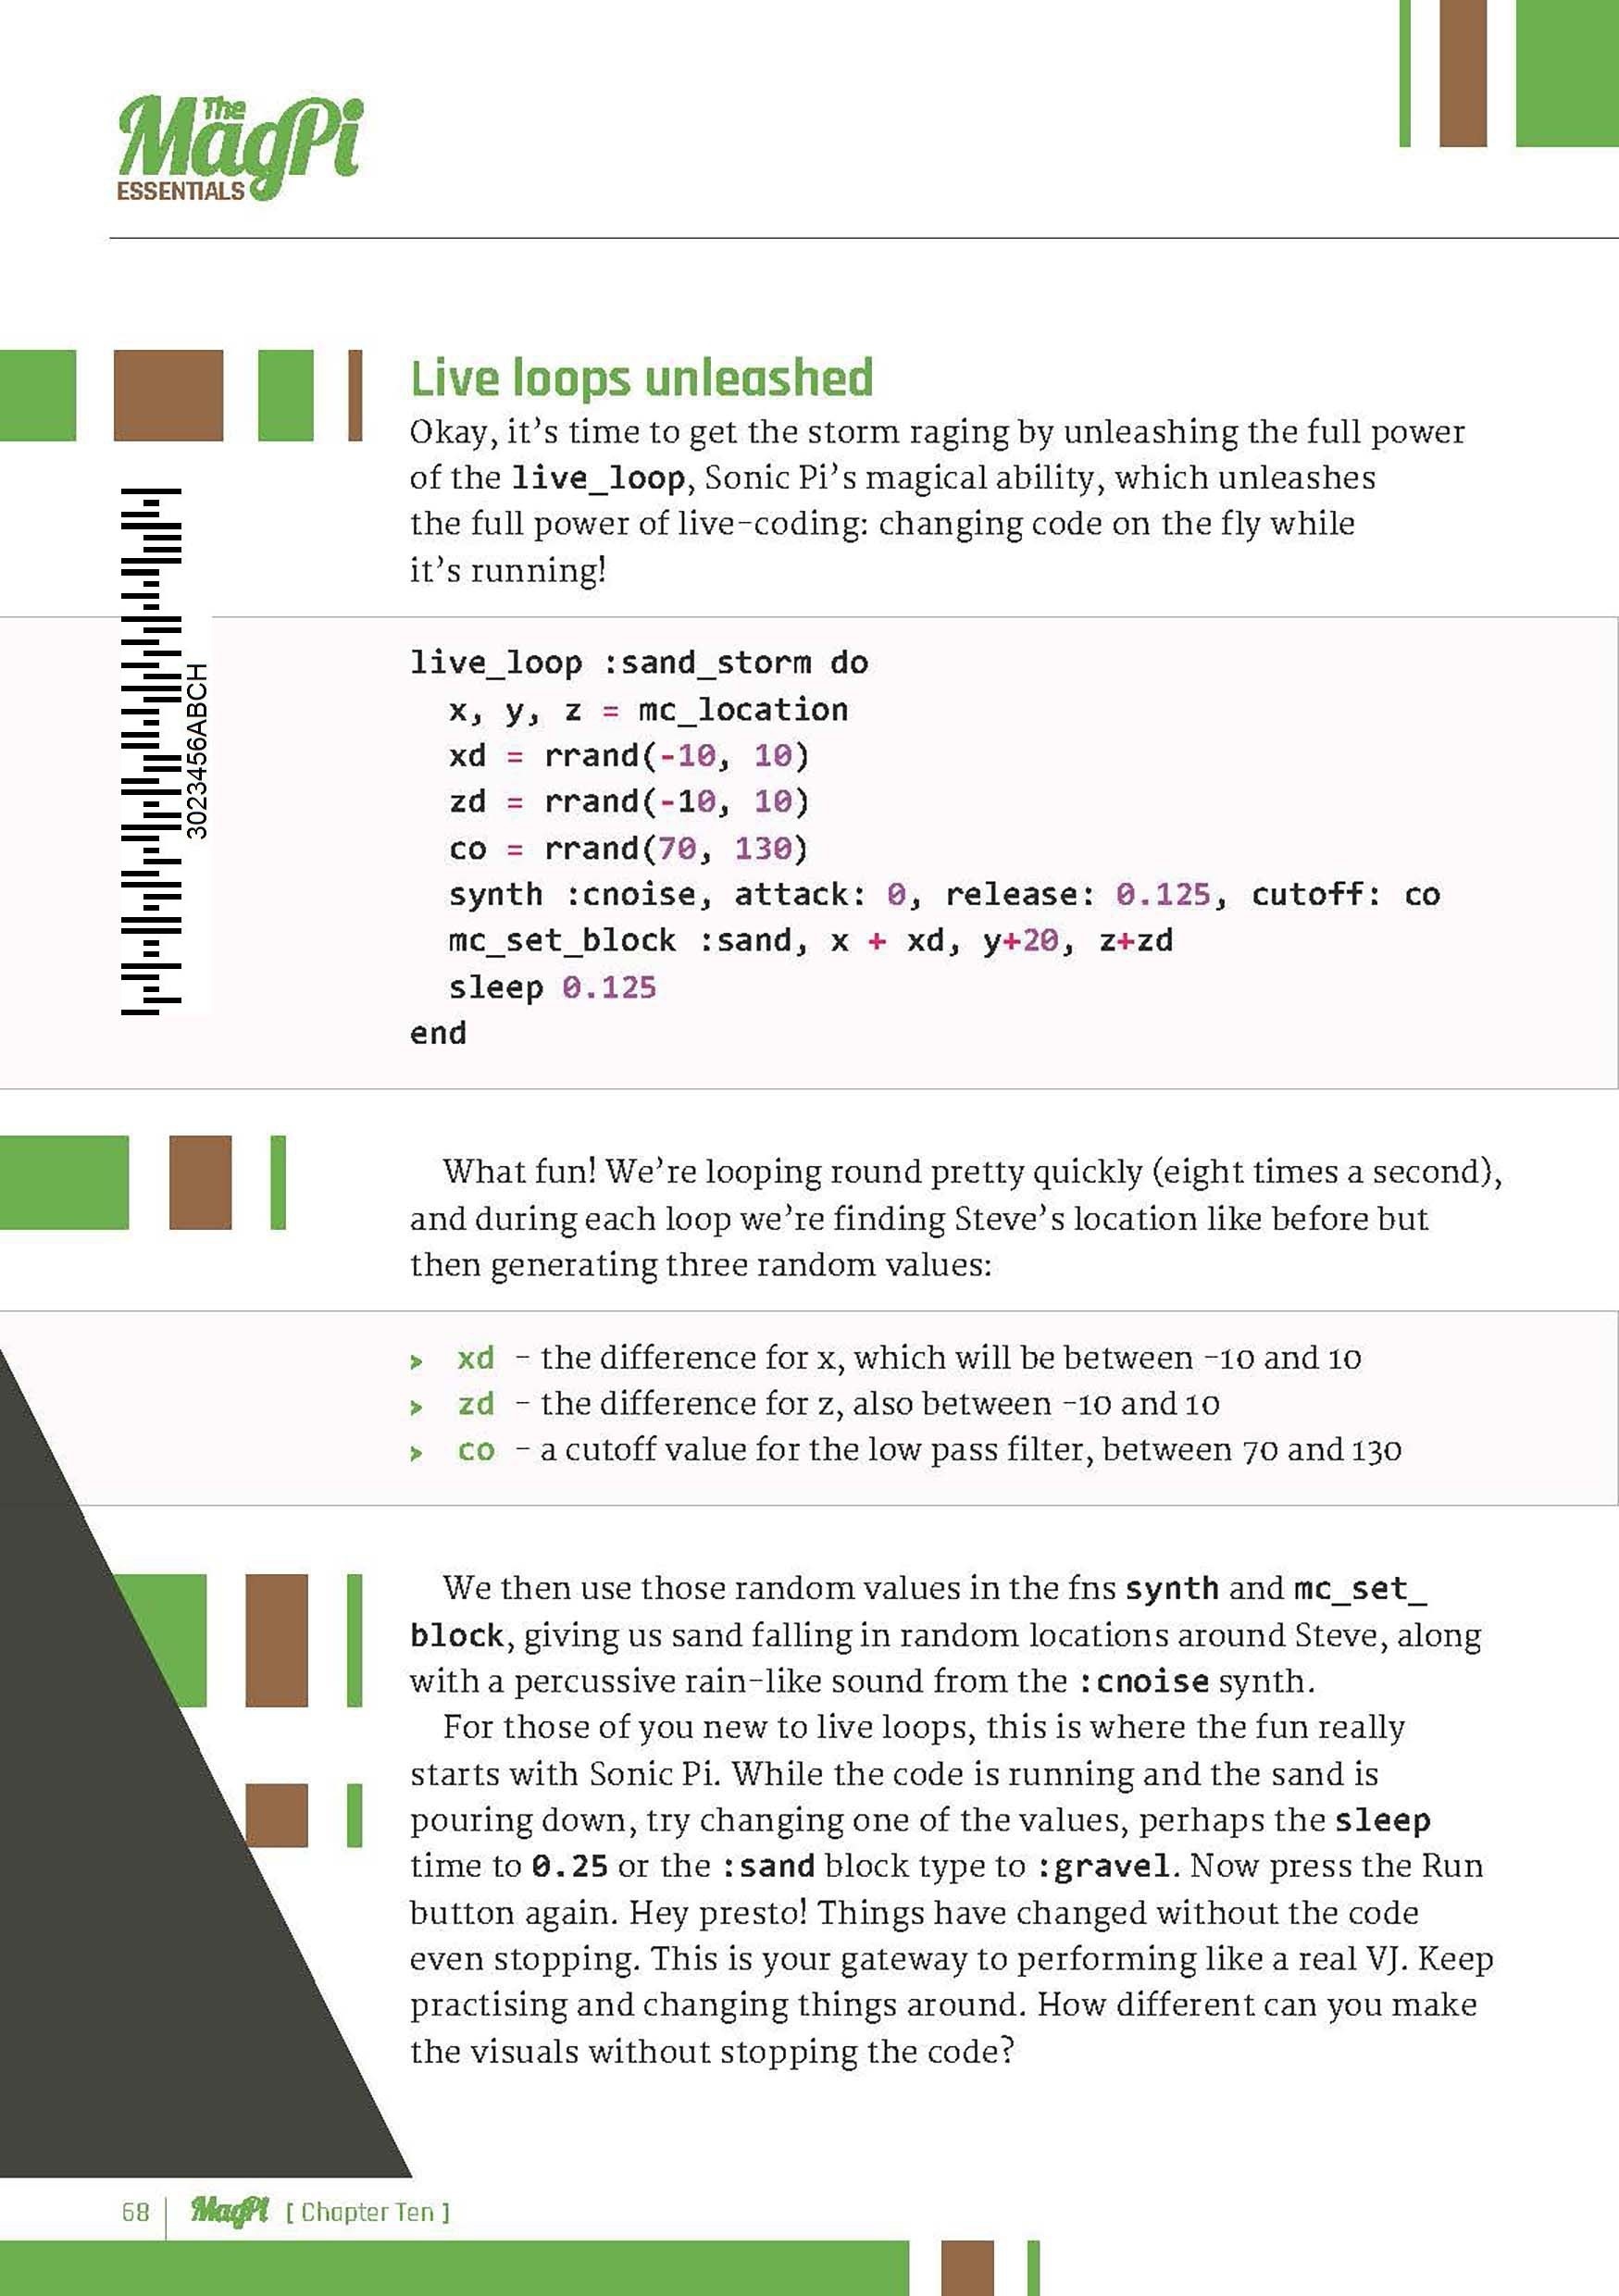 The
MagPi
ESSENTIALS
Live loops unleashed
Okay, it’s time to get the storm raging by unleashing the full power
of the live_loop, Sonic Pi’s magical ability, which unleashes
the full power of live-coding: changing code on the fly while
it’s running!
3023456ABCH
live_loop :sand_storm do
  x, y, z = mc_location
  xd = rrand(-10, 10)
  zd = rrand(-10, 10)
  co = rrand(70, 130)
  synth :cnoise, attack: 0, release: 0.125, cutoff: co
  mc_set_block :sand, x + xd, y+20, z+zd
  sleep 0.125
end
What fun! We’re looping round pretty quickly (eight times a second),
and during each loop we’re finding Steve’s location like before but
then generating three random values:
> xd – the difference for x, which will be between -10 and 10
> zd – the difference for z, also between -10 and 10
> co – a cutoff value for the low pass filter, between 70 and 130
We then use those random values in the fns synth and mc_set_
block, giving us sand falling in random locations around Steve, along
with a percussive rain-like sound from the :cnoise synth.
For those of you new to live loops, this is where the fun really
starts with Sonic Pi. While the code is running and the sand is
pouring down, try changing one of the values, perhaps the sleep
time to 0.25 or the :sand block type to :gravel. Now press the Run
button again. Hey presto! Things have changed without the code
even stopping. This is your gateway to performing like a real VJ. Keep
practising and changing things around. How different can you make
the visuals without stopping the code?
68 MagPi [ Chapter Ten ]